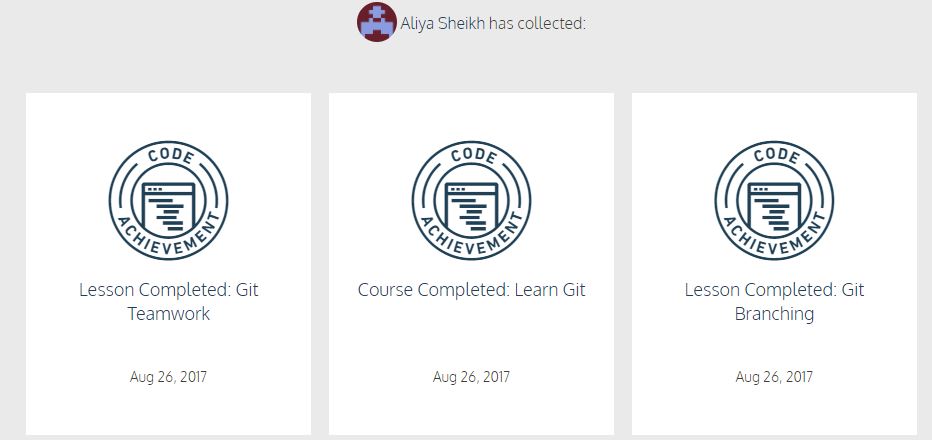 Aliya Sheikh has collected:
CODE
ACHIEVEMENT
Lesson Completed: Git
Teamwork
Aug 26, 2017
CODE
ACHIEVEMENT
Course Completed: Learn Git
Aug 26, 2017
CODE
ACHIEVEMENT
Lesson Completed: Git
Branching
Aug 26, 2017